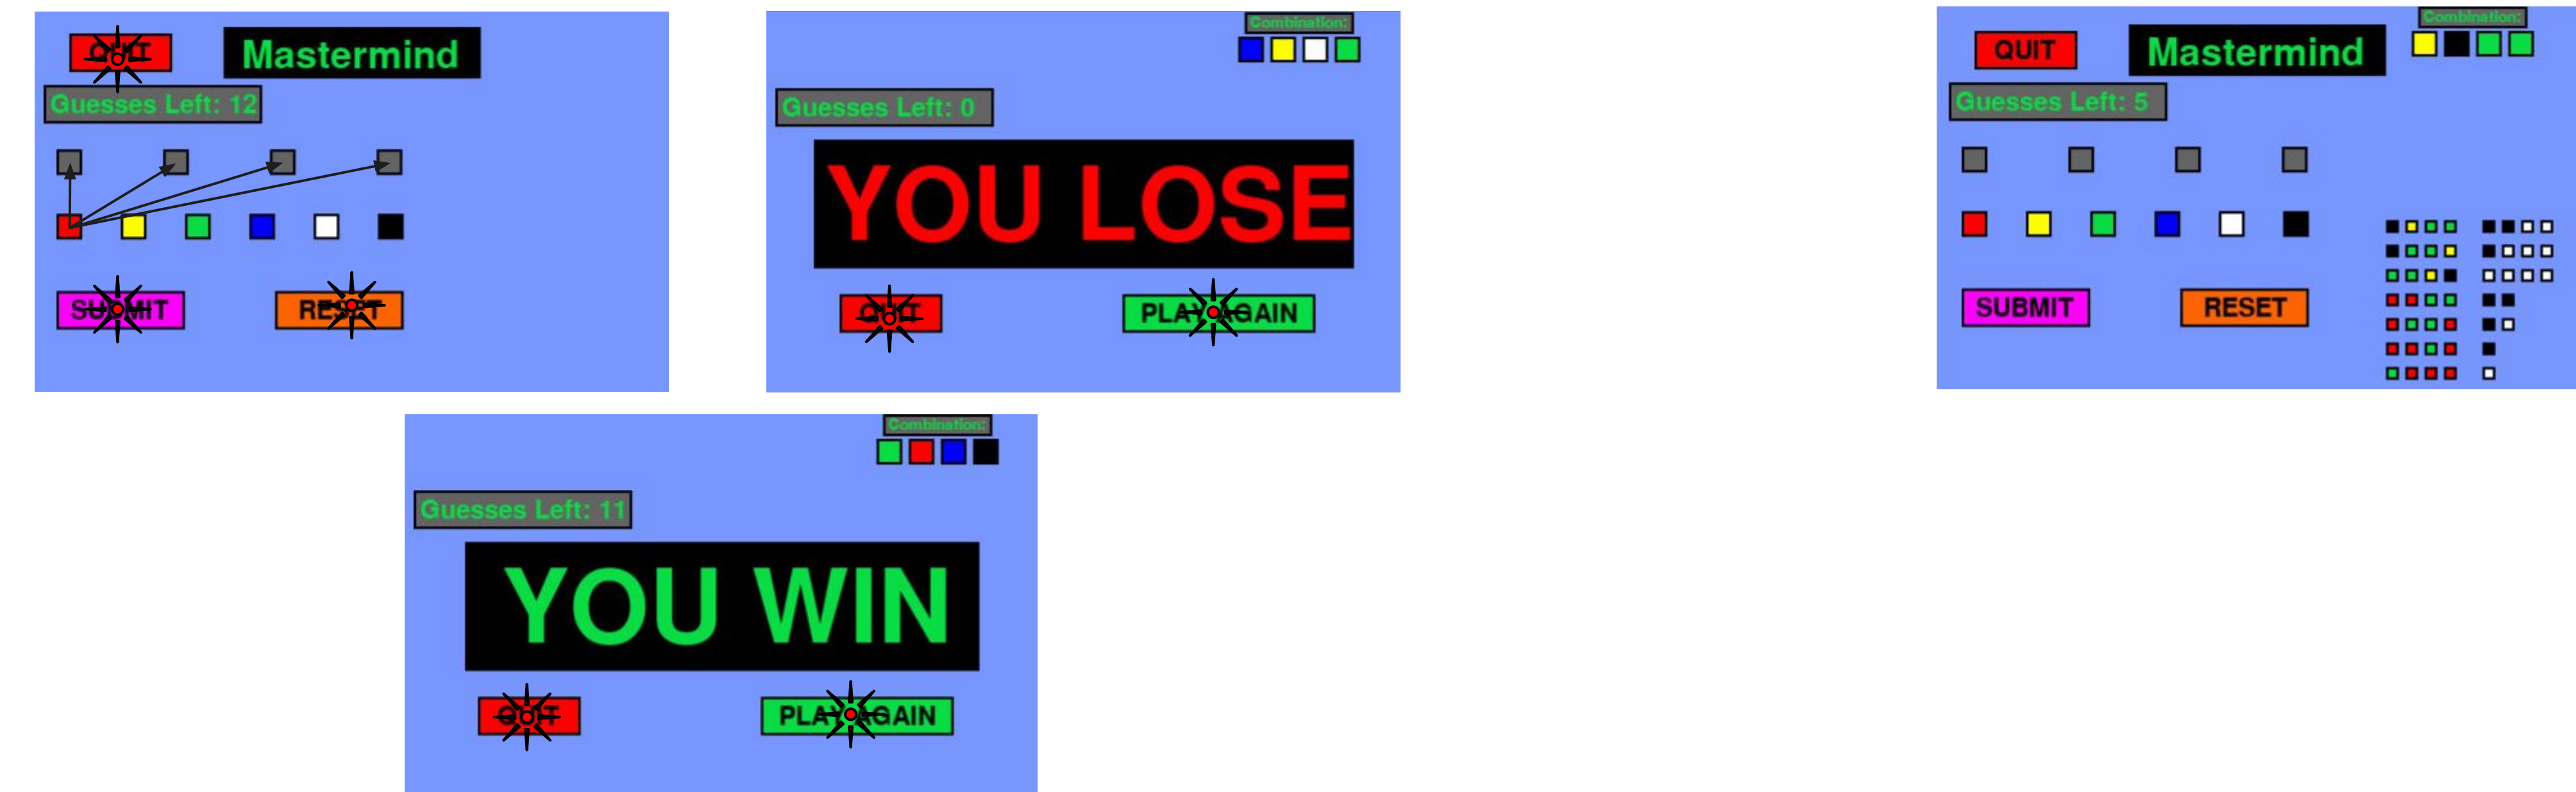 QUIT
Mastermind
Guesses Left: 12
SUBMIT
RESET
Combination:
Guesses Left: 0
YOU LOSE
QUIT
PLAY AGAIN
QUIT
Mastermind
Combination:
Guesses Left: 5
SUBMIT
RESET
Combination:
Guesses Left: 11
YOU WIN
QUIT
PLAY AGAIN